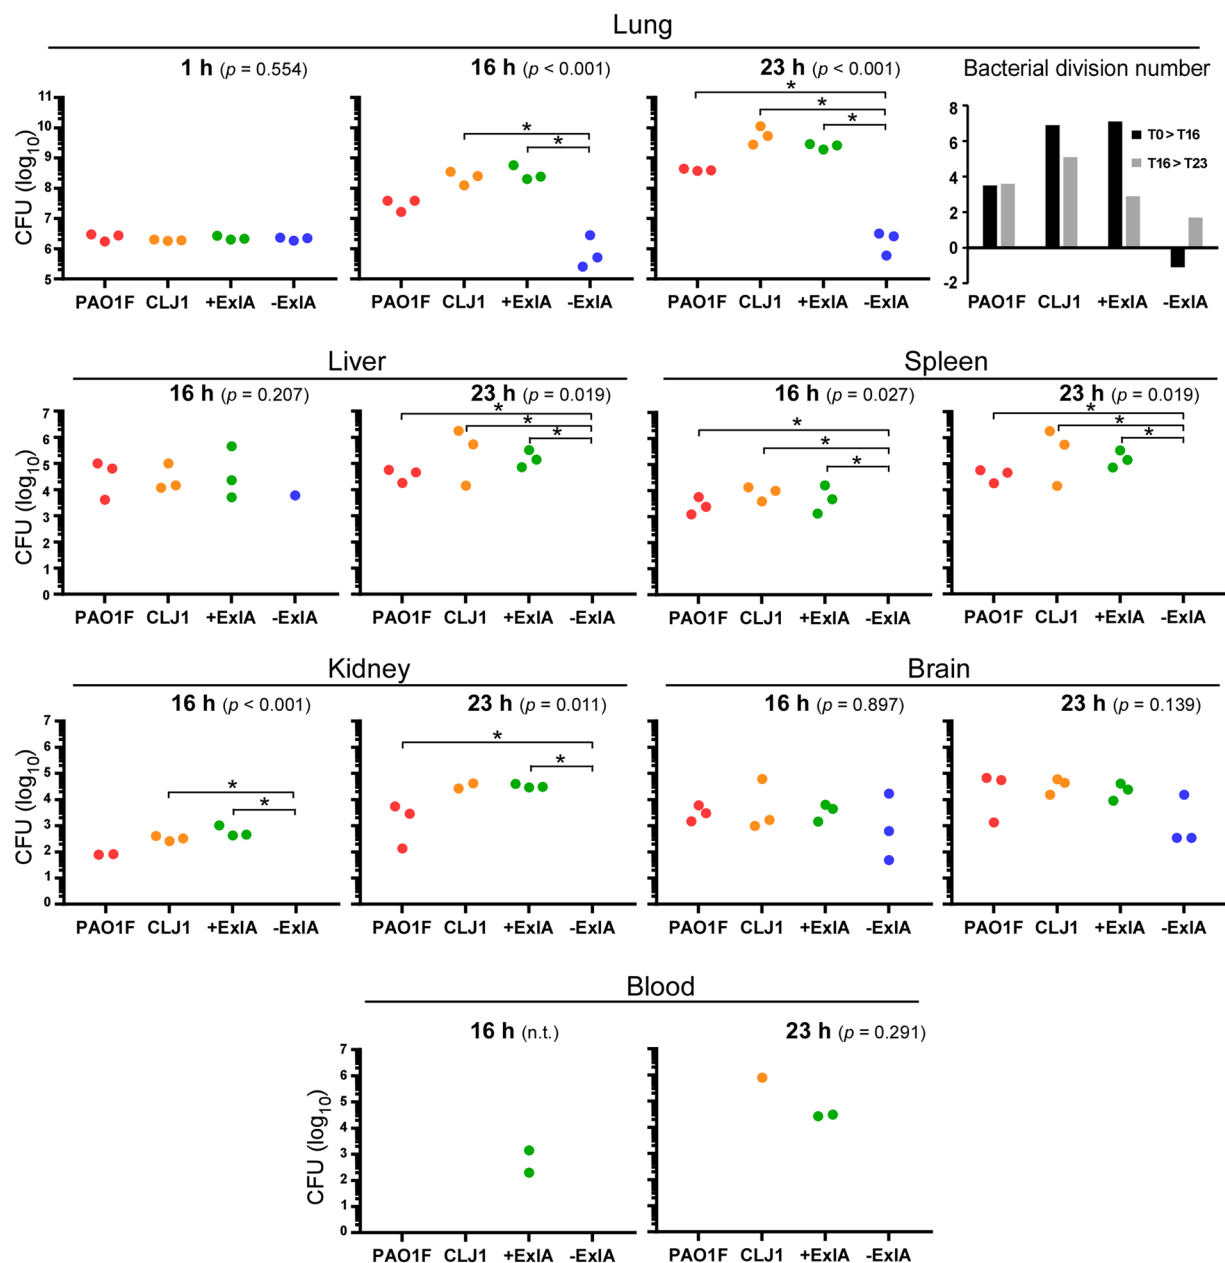 Lung
1 h (p = 0.554)
16 h (p < 0.001)
23 h (p < 0.001)
Bacterial division number
CFU (log10)
11
10
9
8
7
6
5
* *
* * *
8
6
4
2
0
-2
T0 > T16
T16 > T23
PAO1F CLJ1 +ExlA -ExlA
PAO1F CLJ1 +ExlA -ExlA
PAO1F CLJ1 +ExlA -ExlA
PAO1F CLJ1 +ExlA -ExlA
Liver
Spleen
16 h (p = 0.207)
23 h (p = 0.019)
16 h (p = 0.027)
23 h (p = 0.019)
CFU (log10)
7
6
5
4
3
2
1
0
* * *
* * *
* * *
PAO1F CLJ1 +ExlA -ExlA
PAO1F CLJ1 +ExlA -ExlA
PAO1F CLJ1 +ExlA -ExlA
PAO1F CLJ1 +ExlA -ExlA
Kidney
Brain
16 h (p < 0.001)
23 h (p = 0.011)
16 h (p = 0.897)
23 h (p = 0.139)
CFU (log10)
7
6
5
4
3
2
1
0
* *
* *
PAO1F CLJ1 +ExlA -ExlA
PAO1F CLJ1 +ExlA -ExlA
PAO1F CLJ1 +ExlA -ExlA
PAO1F CLJ1 +ExlA -ExlA
Blood
16 h (n.t.)
23 h (p = 0.291)
CFU (log10)
7
6
5
4
3
2
1
0
PAO1F CLJ1 +ExlA -ExlA
PAO1F CLJ1 +ExlA -ExlA